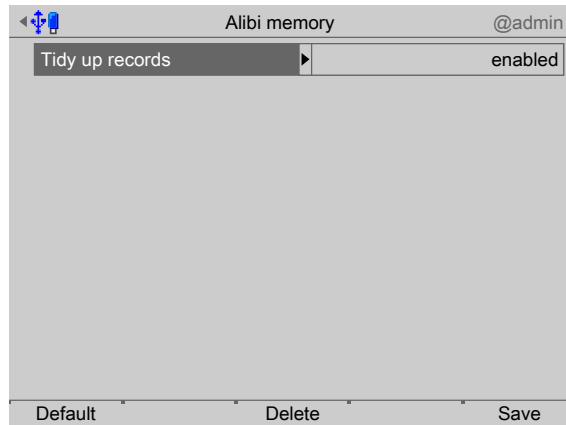 Alibi memory @admin
Tidy up records enabled
Default Delete Save